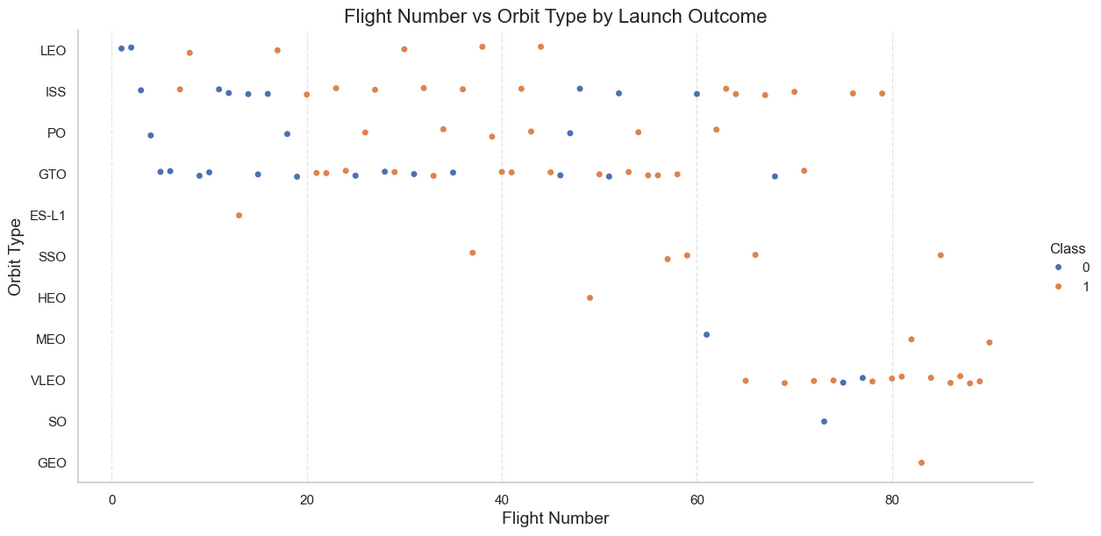 Flight Number vs Orbit Type by Launch Outcome
LEO
ISS
PO
GTO
ES-L1
SSO
HEO
MEO
VLEO
SO
GEO
Orbit Type
0 20 40 60 80
Flight Number
Class
0
1